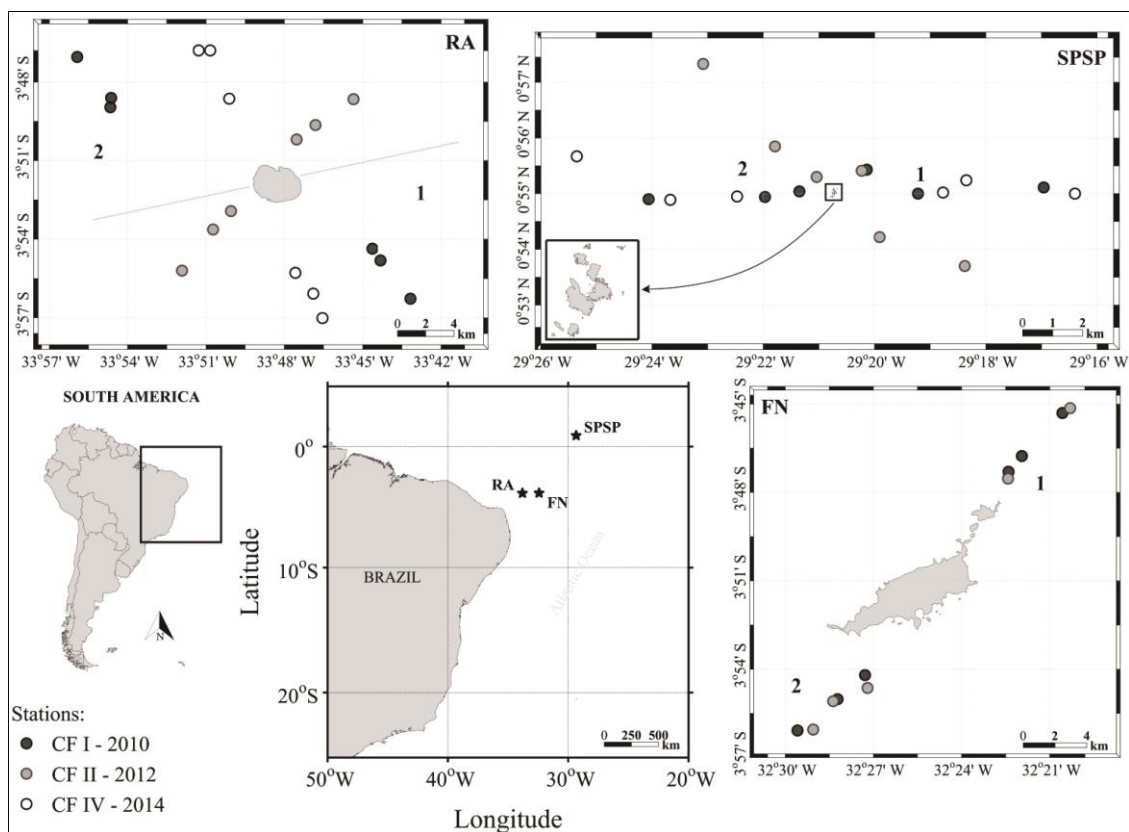 RA
3°48' S
3°51' S
3°54' S
3°57' S
2
1
0 2 4
km
33°57' W 33°54' W 33°51' W 33°48' W 33°45' W 33°42' W
SPSP
0°57' N
0°56' N
0°55' N
0°54' N
0°53' N
2
1
0 1 2
km
29°26' W 29°24' W 29°22' W 29°20' W 29°18' W 29°16' W
SOUTH AMERICA
N
Stations:
CF I - 2010
CF II - 2012
CF IV - 2014
Latitude
0°
10°S
20°S
SPSP
RA
FN
BRAZIL
Atlantic Ocean
0 250 500
km
50°W 40°W 30°W 20°W
Longitude
FN
3°45' S
3°48' S
3°51' S
3°54' S
3°57' S
1
2
0 2 4
km
32°30' W 32°27' W 32°24' W 32°21' W